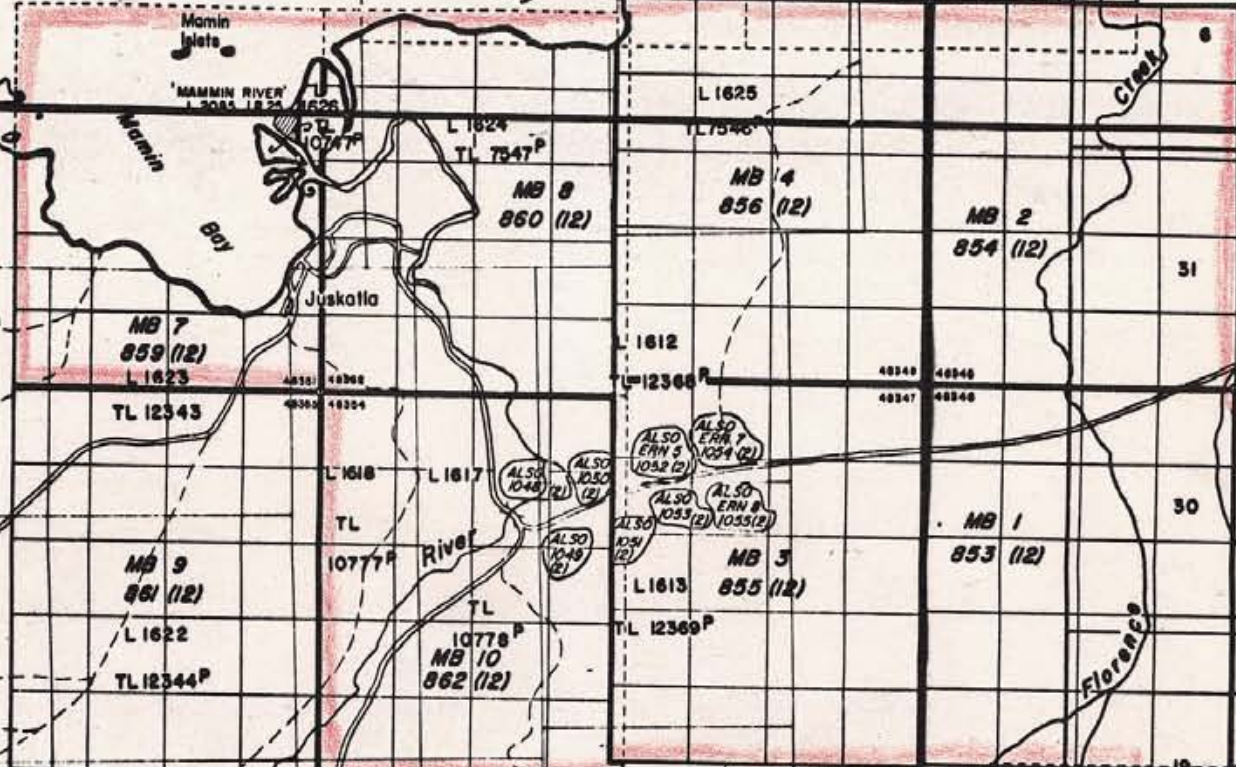 Mamin
Islets
6
Creek
'MAMMIN RIVER'
L 1625
1626
TL
10747P
L 1624
TL 7547P
TL 7546P
Mamin
Bay
MB 8
860 (12)
MB 4
856 (12)
MB 2
854 (12)
31
Juskatla
MB 7
859 (12)
L 1623
L 1612
TL 12368P
TL 12343
L 1618
L 1617
ALSO
1048
(2)
ALSO
1050
(2)
ALSO
ERN 5
1052 (2)
ALSO
ERN 7
1054 (2)
ALSO
1053 (2)
ALSO
ERN 8
1055 (2)
ALSO
1051
(2)
ALSO
1049
(2)
30
TL
10777P
River
MB 1
853 (12)
MB 9
861 (12)
MB 3
855 (12)
L 1613
L 1622
TL
10778P
TL 12369P
MB 10
862 (12)
TL 12344P
Florence